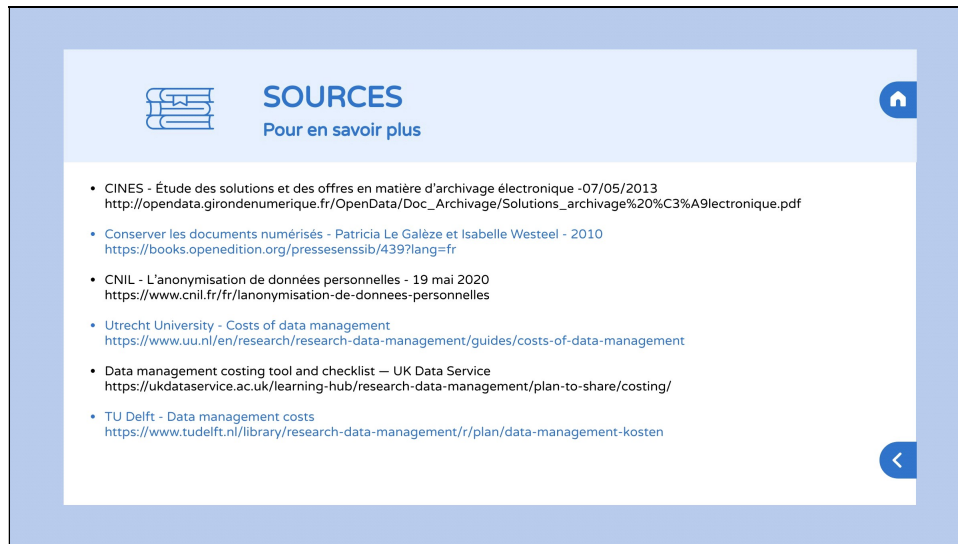 SOURCES
Pour en savoir plus
• CINES - Étude des solutions et des offres en matière d'archivage électronique -07/05/2013
http://opendata.girondenumerique.fr/OpenData/Doc_Archivage/Solutions_archivage%20%C3%A9lectronique.pdf
• Conserver les documents numérisés - Patricia Le Galèze et Isabelle Westeel - 2010
https://books.openedition.org/pressesenssib/439?lang=fr
• CNIL - L'anonymisation de données personnelles - 19 mai 2020
https://www.cnil.fr/fr/lanonymisation-de-donnees-personnelles
• Utrecht University - Costs of data management
https://www.uu.nl/en/research/research-data-management/guides/costs-of-data-management
• Data management costing tool and checklist — UK Data Service
https://ukdataservice.ac.uk/learning-hub/research-data-management/plan-to-share/costing/
• TU Delft - Data management costs
https://www.tudelft.nl/library/research-data-management/r/plan/data-management-kosten